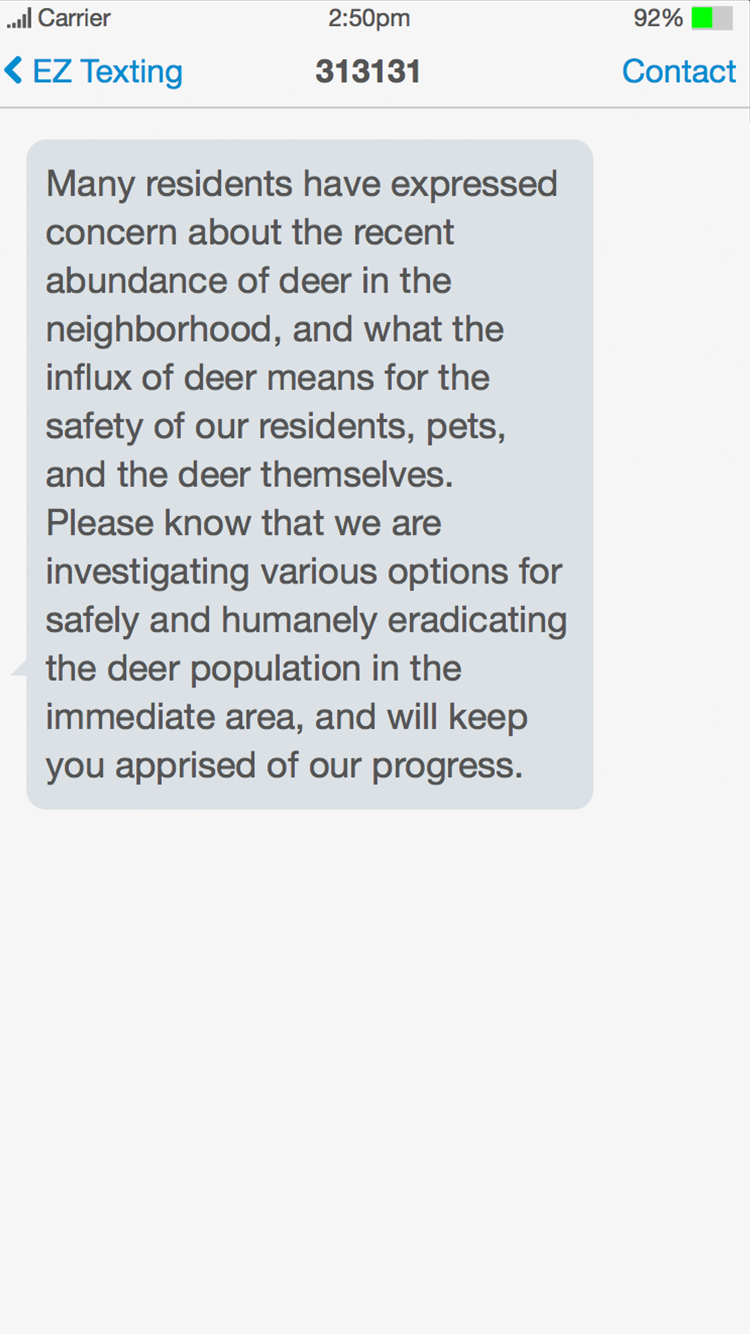 Carrier 2:50pm 92%
EZ Texting 313131 Contact
Many residents have expressed
concern about the recent
abundance of deer in the
neighborhood, and what the
influx of deer means for the
safety of our residents, pets,
and the deer themselves.
Please know that we are
investigating various options for
safely and humanely eradicating
the deer population in the
immediate area, and will keep
you apprised of our progress.